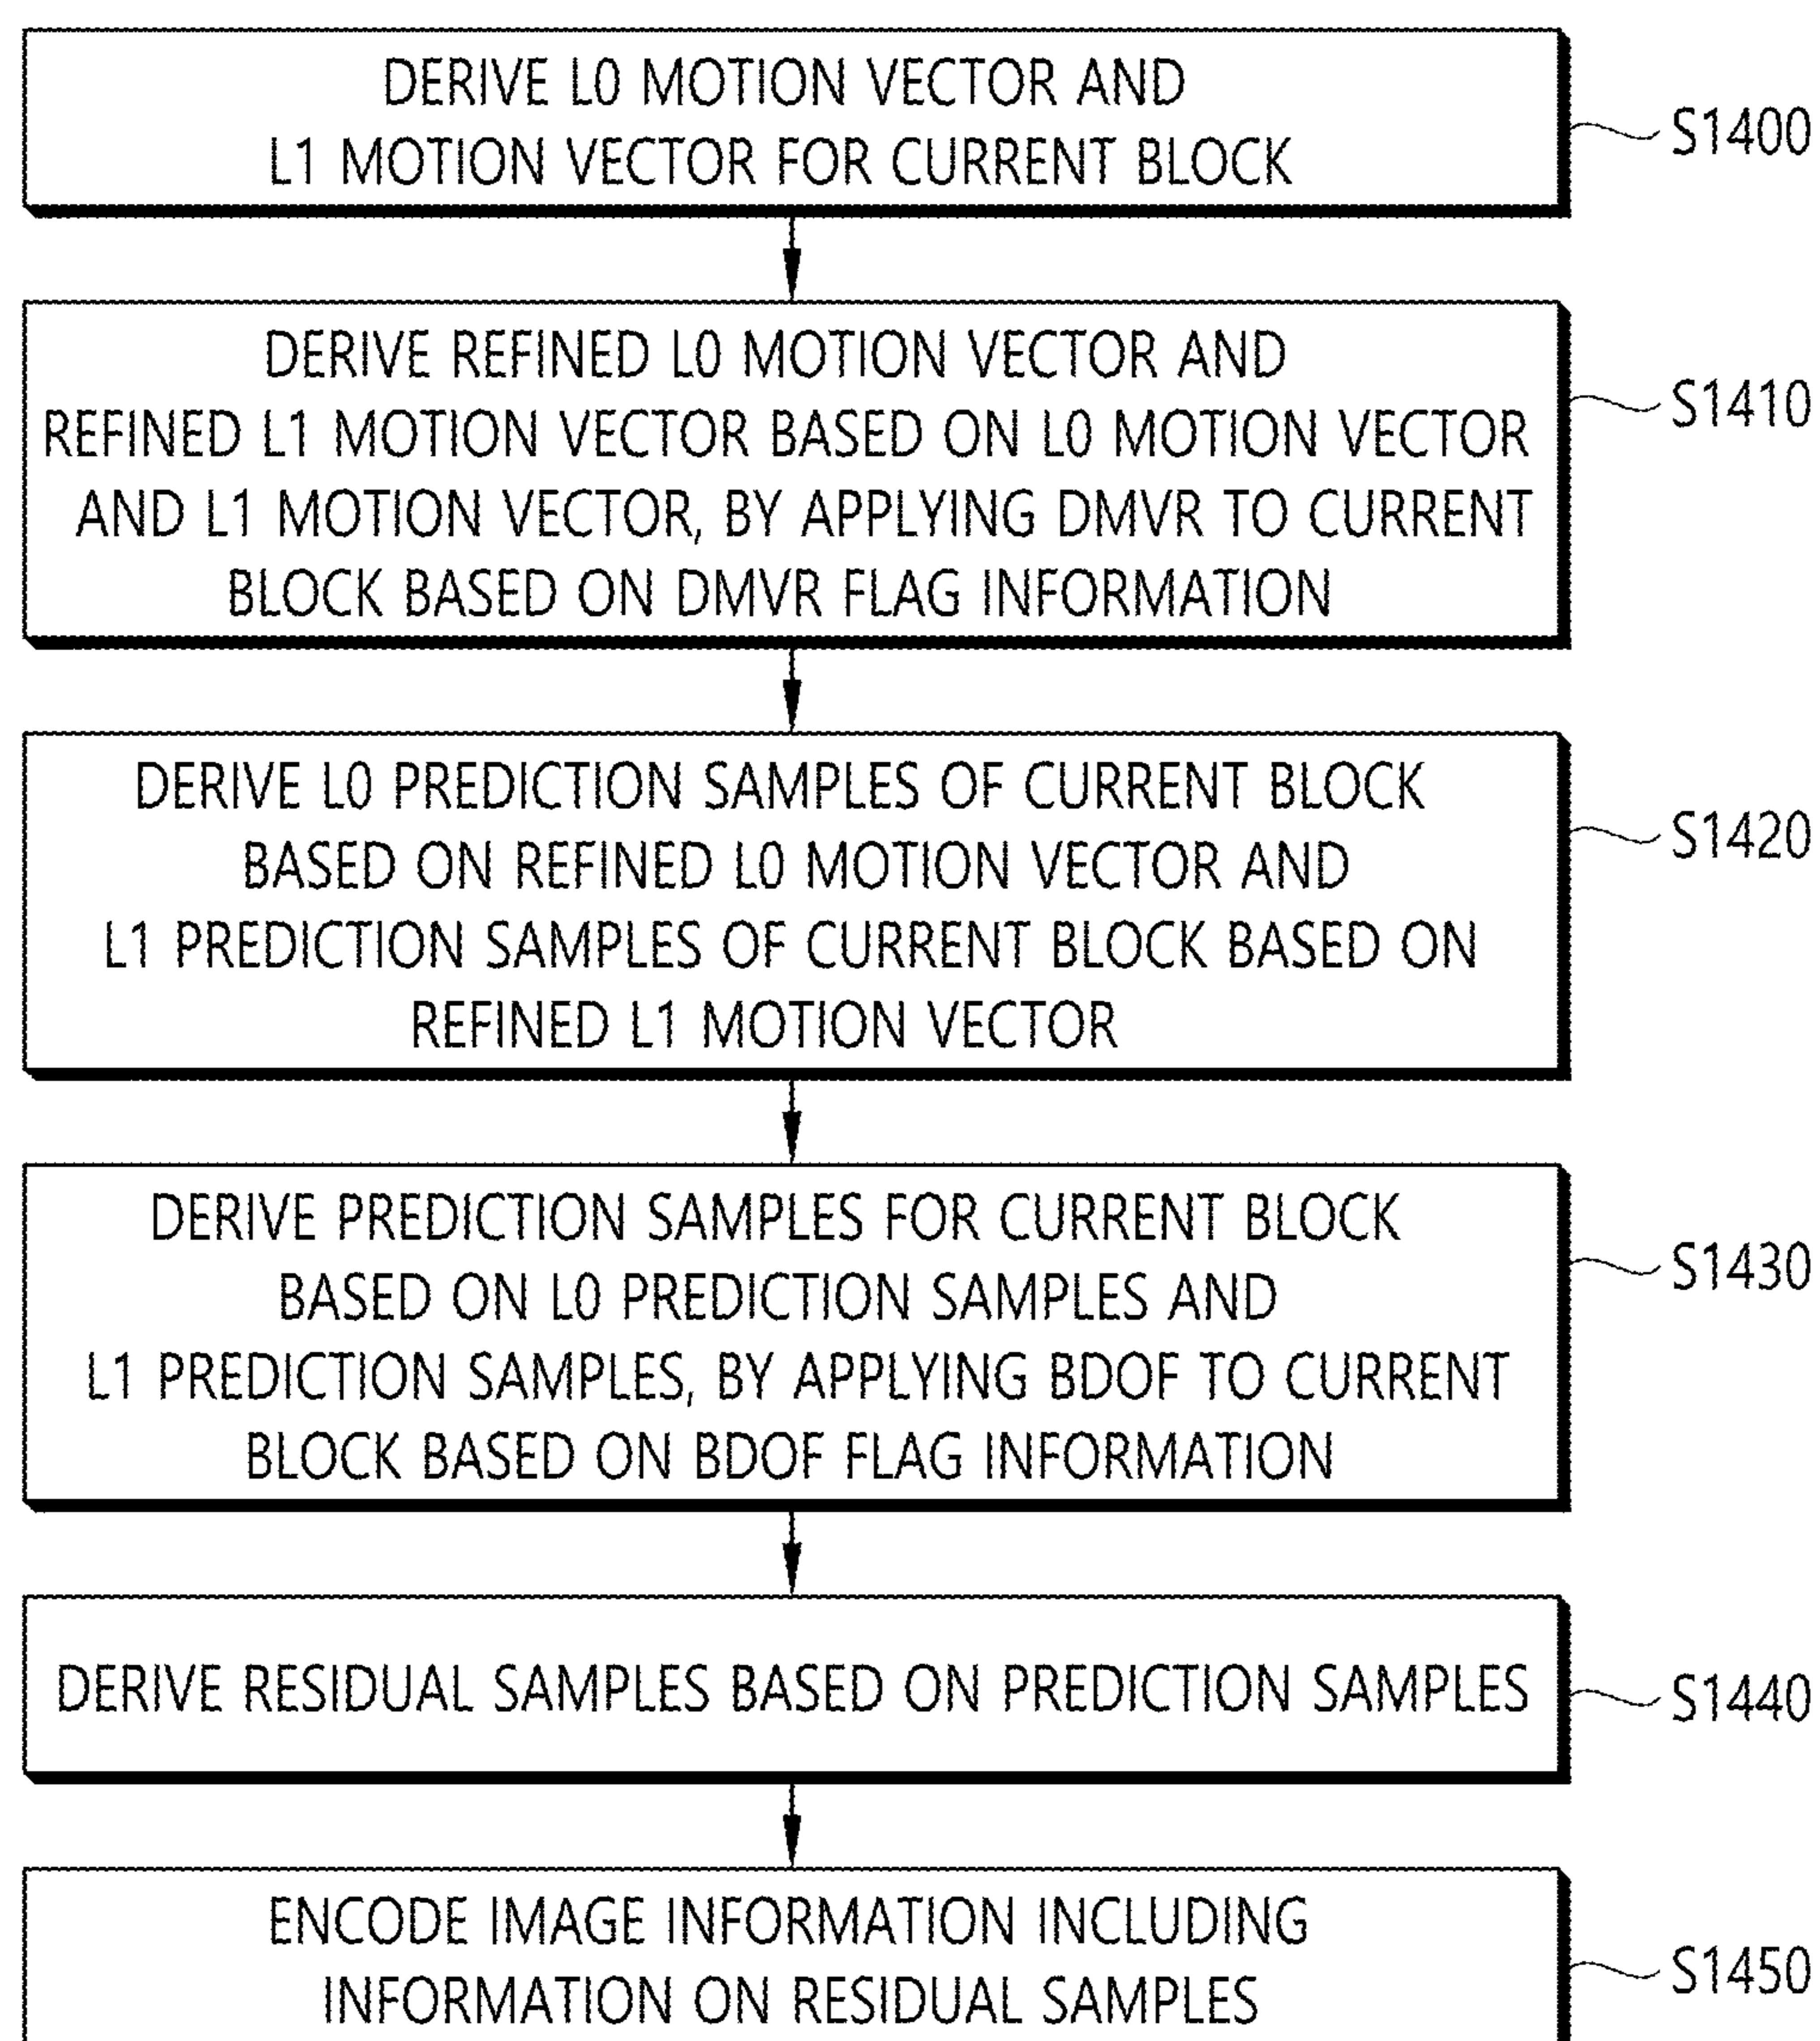 DERIVE L0 MOTION VECTOR AND
L1 MOTION VECTOR FOR CURRENT BLOCK
S1400
DERIVE REFINED L0 MOTION VECTOR AND
REFINED L1 MOTION VECTOR BASED ON L0 MOTION VECTOR
AND L1 MOTION VECTOR, BY APPLYING DMVR TO CURRENT
BLOCK BASED ON DMVR FLAG INFORMATION
S1410
DERIVE L0 PREDICTION SAMPLES OF CURRENT BLOCK
BASED ON REFINED L0 MOTION VECTOR AND
L1 PREDICTION SAMPLES OF CURRENT BLOCK BASED ON
REFINED L1 MOTION VECTOR
S1420
DERIVE PREDICTION SAMPLES FOR CURRENT BLOCK
BASED ON L0 PREDICTION SAMPLES AND
L1 PREDICTION SAMPLES, BY APPLYING BDOF TO CURRENT
BLOCK BASED ON BDOF FLAG INFORMATION
S1430
DERIVE RESIDUAL SAMPLES BASED ON PREDICTION SAMPLES
S1440
ENCODE IMAGE INFORMATION INCLUDING
INFORMATION ON RESIDUAL SAMPLES
S1450